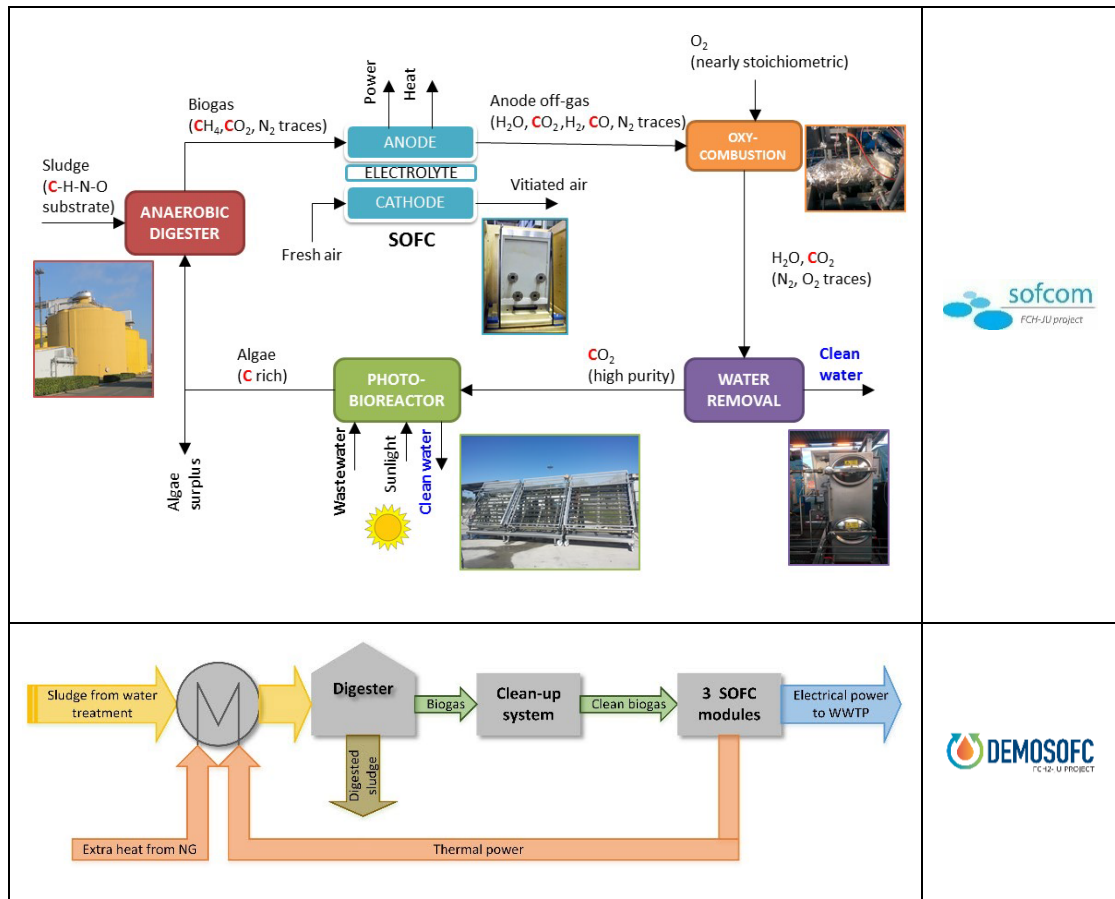 O₂
(nearly stoichiometric)
Power
Heat
Biogas
(CH₄,CO₂, N₂ traces)
Anode off-gas
(H₂O, CO₂ ,H₂, CO, N₂ traces)
ANODE
ELECTROLYTE
CATHODE
SOFC
OXY-
COMBUSTION
Sludge
(C-H-N-O
substrate)
ANAEROBIC
DIGESTER
Vitiated air
Fresh air
H₂O, CO₂
(N₂, O₂ traces)
sofcom
FCH-JU project
Algae
(C rich)
PHOTO-
BIOREACTOR
CO₂
(high purity)
WATER
REMOVAL
Clean
water
Algae
surplus
Wastewater
Sunlight
Clean water
Sludge from water
treatment
Digester
Biogas
Clean-up
system
Clean biogas
3 SOFC
modules
Electrical power
to WWTP
Digested
sludge
Extra heat from NG
Thermal power
DEMOSOFC
FCH2-JU PROJECT